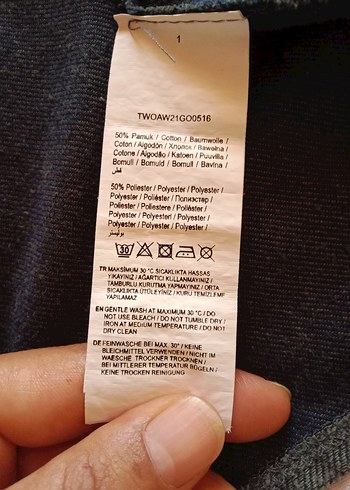 1
TWOAW21GO0516
50% Pamuk / Cotton / Baumwolle /
Coton / Algodón / Хлопок / Bawełna /
Cotone / Algodão / Katoen / Puuvilla /
Bomull / Bomuld / Bumbac / Bavlna /
قطن
50% Poliester / Polyester / Polyester /
Polyester / Poliéster / Полиэстер /
Poliester / Poliestere / Poliéster /
Polyester / Polyesteri / Polyester /
Polyester / Polyester / Polyester /
بوليستر
30
TR MAKSİMUM 30 °C SICAKLIKTA HASSAS
YIKAYINIZ / AĞARTICI KULLANMAYINIZ /
TAMBURLU KURUTMA YAPMAYINIZ / ORTA
SICAKLIKTA ÜTÜLEYİNİZ / KURU TEMİZLEME
YAPILAMAZ
EN GENTLE WASH AT MAXIMUM 30 °C / DO
NOT USE BLEACH / DO NOT TUMBLE DRY /
IRON AT MEDIUM TEMPERATURE / DO NOT
DRY CLEAN
DE FEINWASCHE BEI MAX. 30° / KEINE
BLEICHMITTEL VERWENDEN / NICHT IM
WAESCHE TROCKNER TROCKNEN /
BEI MITTLERER TEMPERATUR BÜGELN /
KEINE TROCKEN REINIGUNG